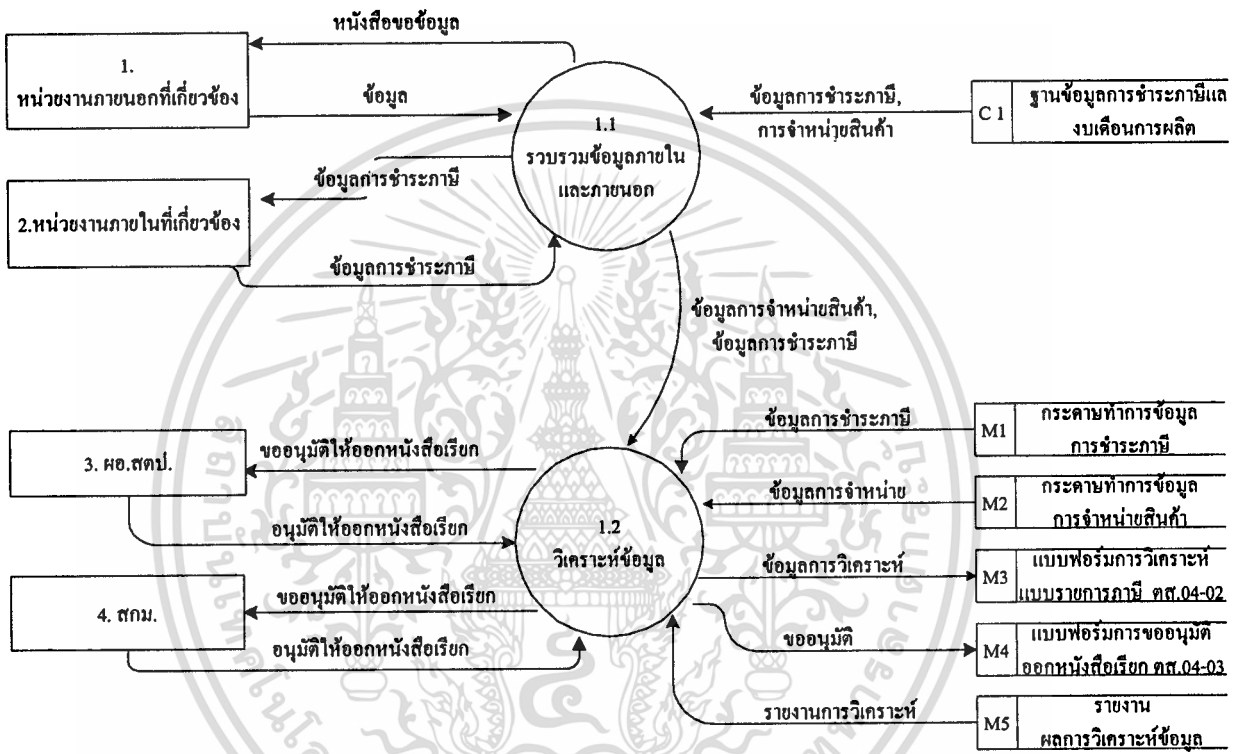 หนังสือขอข้อมูล
1.
หน่วยงานภายนอกที่เกี่ยวข้อง
ข้อมูล
1.1
รวบรวมข้อมูลภายใน
และภายนอก
ข้อมูลการชำระภาษี,
การจำหน่ายสินค้า
C 1
ฐานข้อมูลการชำระภาษีแล
งบเดือนการผลิต
ข้อมูลการชำระภาษี
2.หน่วยงานภายในที่เกี่ยวข้อง
ข้อมูลการชำระภาษี
ข้อมูลการจำหน่ายสินค้า,
ข้อมูลการชำระภาษี
3. ผอ.สตป.
ขออนุมัติให้ออกหนังสือเรียก
อนุมัติให้ออกหนังสือเรียก
4. สกม.
ขออนุมัติให้ออกหนังสือเรียก
อนุมัติให้ออกหนังสือเรียก
1.2
วิเคราะห์ข้อมูล
ข้อมูลการชำระภาษี
M1
กระดาษทำการข้อมูล
การชำระภาษี
ข้อมูลการจำหน่าย
M2
กระดาษทำการข้อมูล
การจำหน่ายสินค้า
ข้อมูลการวิเคราะห์
M3
แบบฟอร์มการวิเคราะห์
แบบรายการภาษี ตส.04-02
ขออนุมัติ
M4
แบบฟอร์มการขออนุมัติ
ออกหนังสือเรียก ตส.04-03
รายงานการวิเคราะห์
M5
รายงาน
ผลการวิเคราะห์ข้อมูล